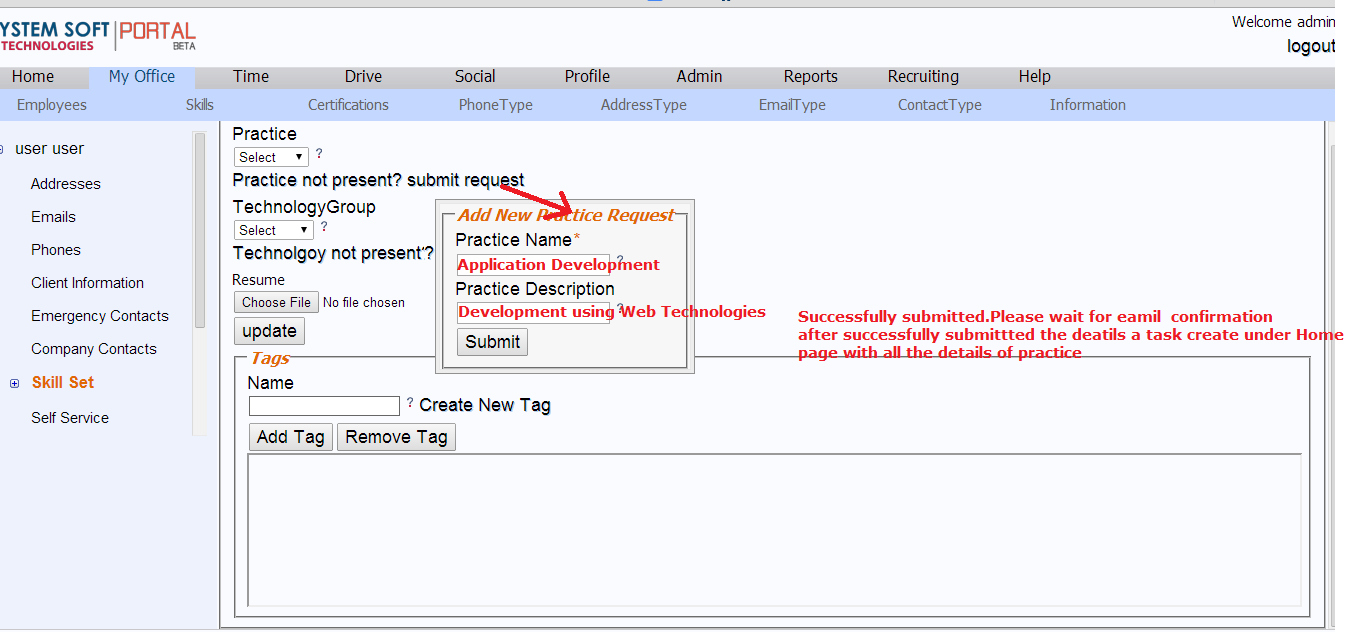 YSTEM SOFT PORTAL
TECHNOLOGIES BETA
Welcome admin
logout
Home My Office Time Drive Social Profile Admin Reports Recruiting Help
Employees Skills Certifications PhoneType AddressType EmailType ContactType Information
user user
Addresses
Emails
Phones
Client Information
Emergency Contacts
Company Contacts
Skill Set
Self Service
Practice
Select ?
Practice not present? submit request
TechnologyGroup
Select ?
Technolgoy not present'?
Resume
Choose File No file chosen
update
Add New Practice Request
Practice Name*
Application Development ?
Practice Description
Development using Web Technologies ?
Submit
Successfully submitted.Please wait for eamil confirmation
after successfully submittted the deatils a task create under Home
page with all the details of practice
Tags
Name
? Create New Tag
Add Tag Remove Tag